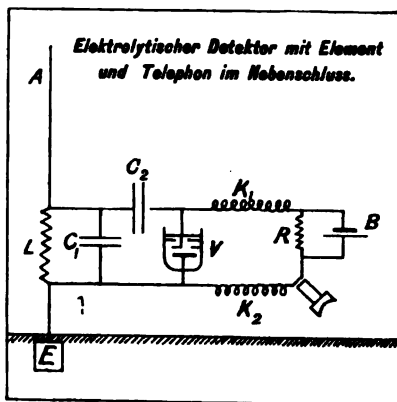 Elektrolytischer Detektor mit Element
und Telephon im Nebenschluss.
A
C2
K1
B
L
C1
V
R
K2
E